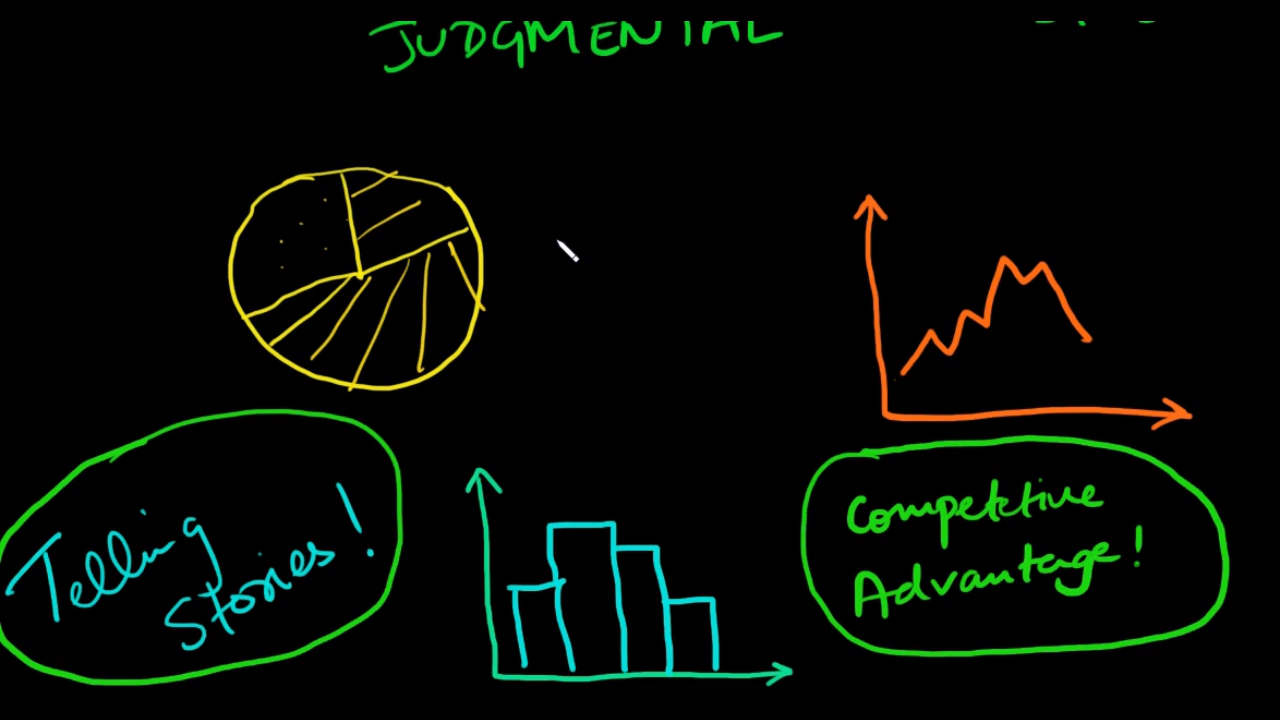 JUDGMENTAL
Telling
Stories!
Competitive
Advantage!